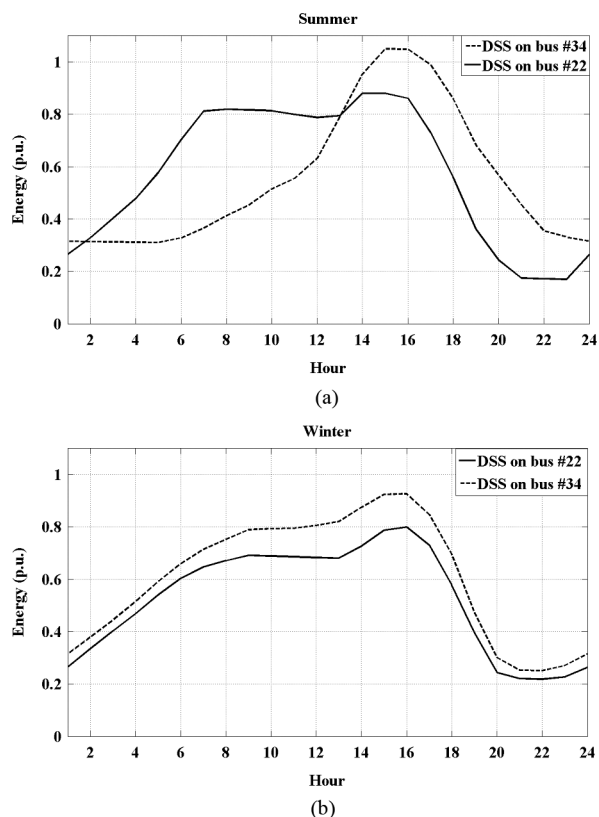 Summer
DSS on bus #34
DSS on bus #22
Energy (p.u.)
1
0.8
0.6
0.4
0.2
0
2 4 6 8 10 12 14 16 18 20 22 24
Hour
(a)
Winter
DSS on bus #22
DSS on bus #34
Energy (p.u.)
1
0.8
0.6
0.4
0.2
0
2 4 6 8 10 12 14 16 18 20 22 24
Hour
(b)